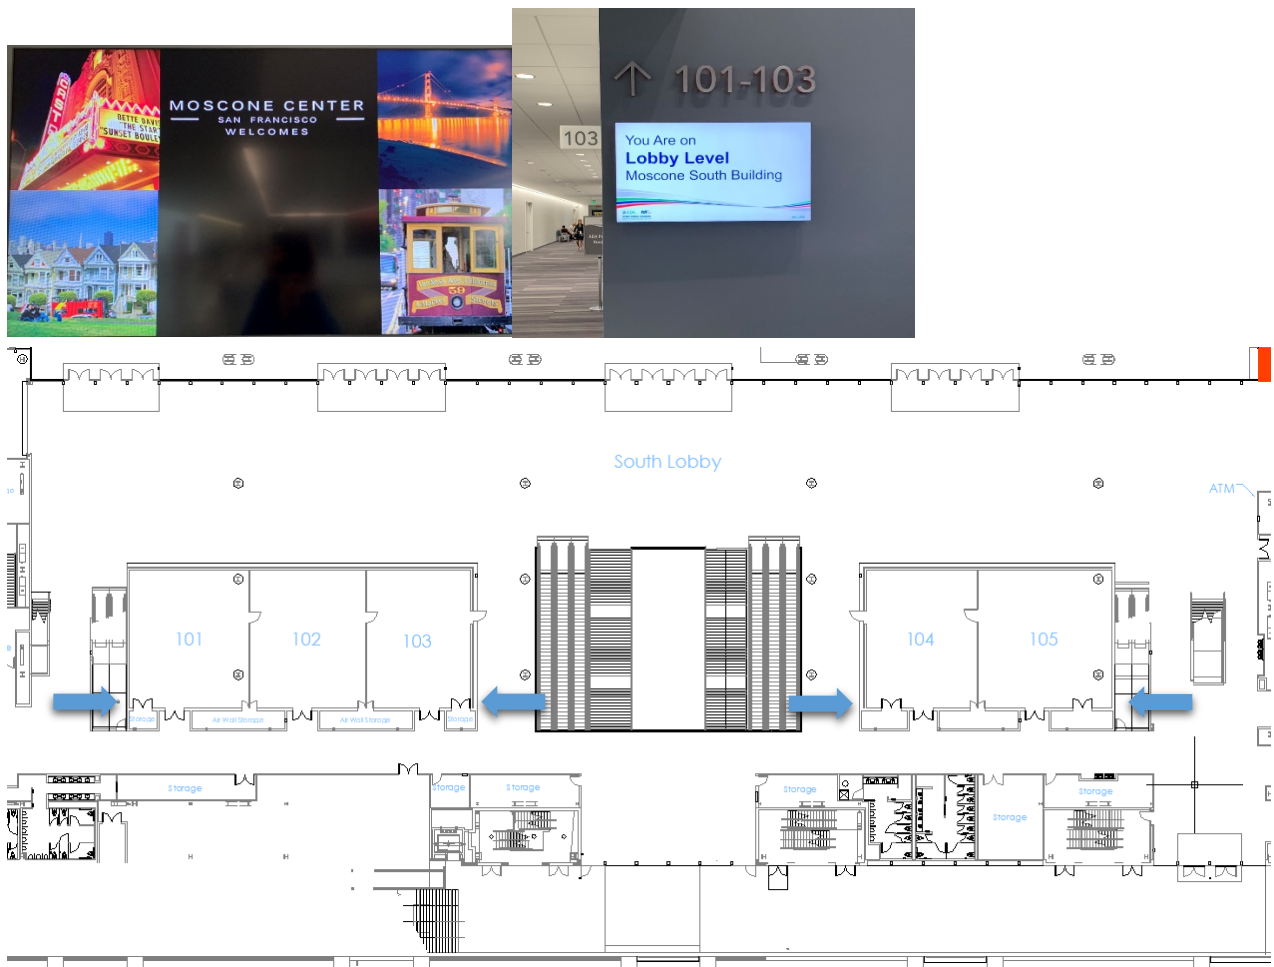 BETTE DAVIS
"THE STAR"
"SUNSET BOULE
MOSCONE CENTER
SAN FRANCISCO
WELCOMES
59
103
↑ 101-103
You Are on
Lobby Level
Moscone South Building
South Lobby
ATM
101
102
103
104
105
Storage
Air Wall Storage
Air Wall Storage
Storage
Storage
Storage
Storage
Storage
Storage
Storage